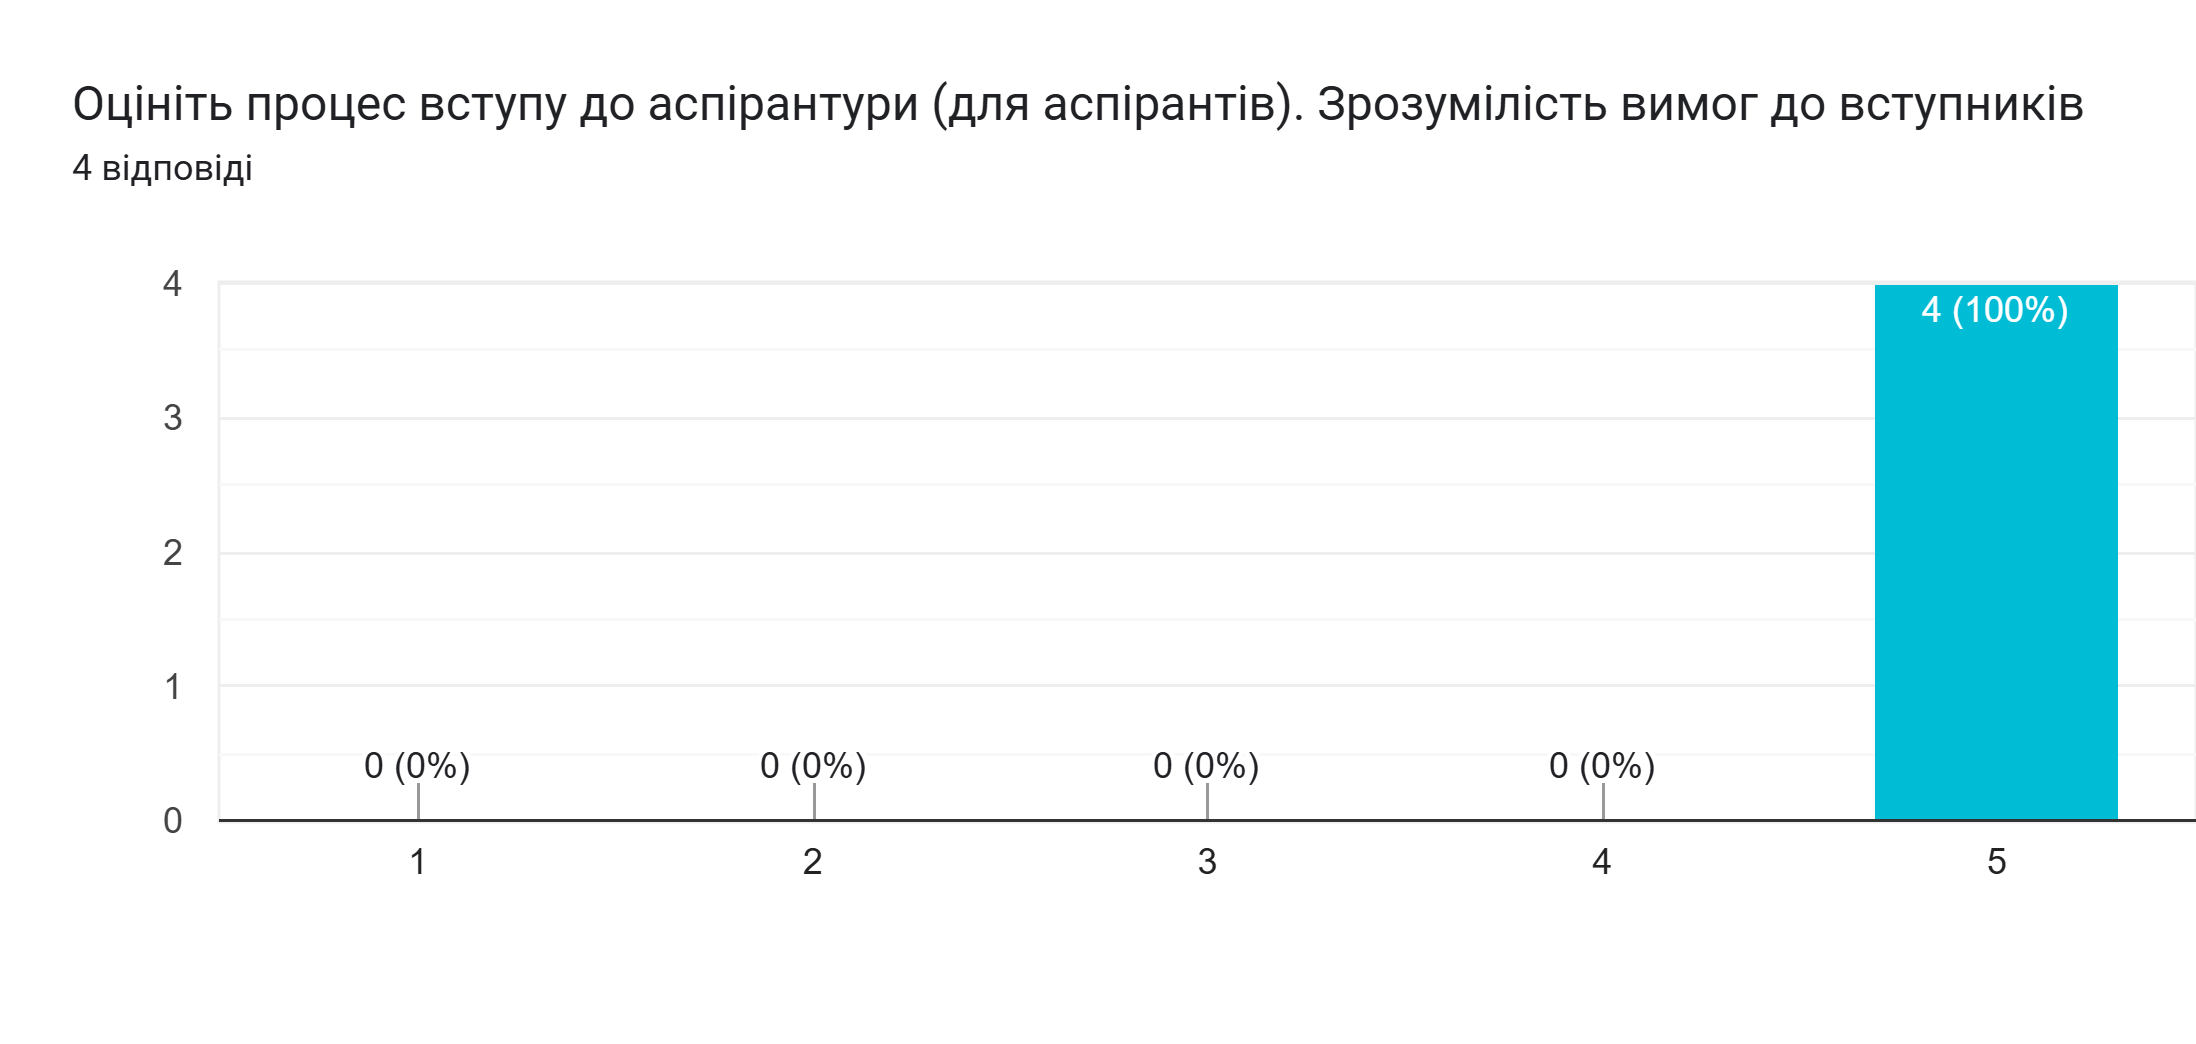 Оцініть процес вступу до аспірантури (для аспірантів). Зрозумілість вимог до вступників
4 відповіді
4
4 (100%)
3
2
1
0 (0%) 0 (0%) 0 (0%) 0 (0%)
0
1 2 3 4 5